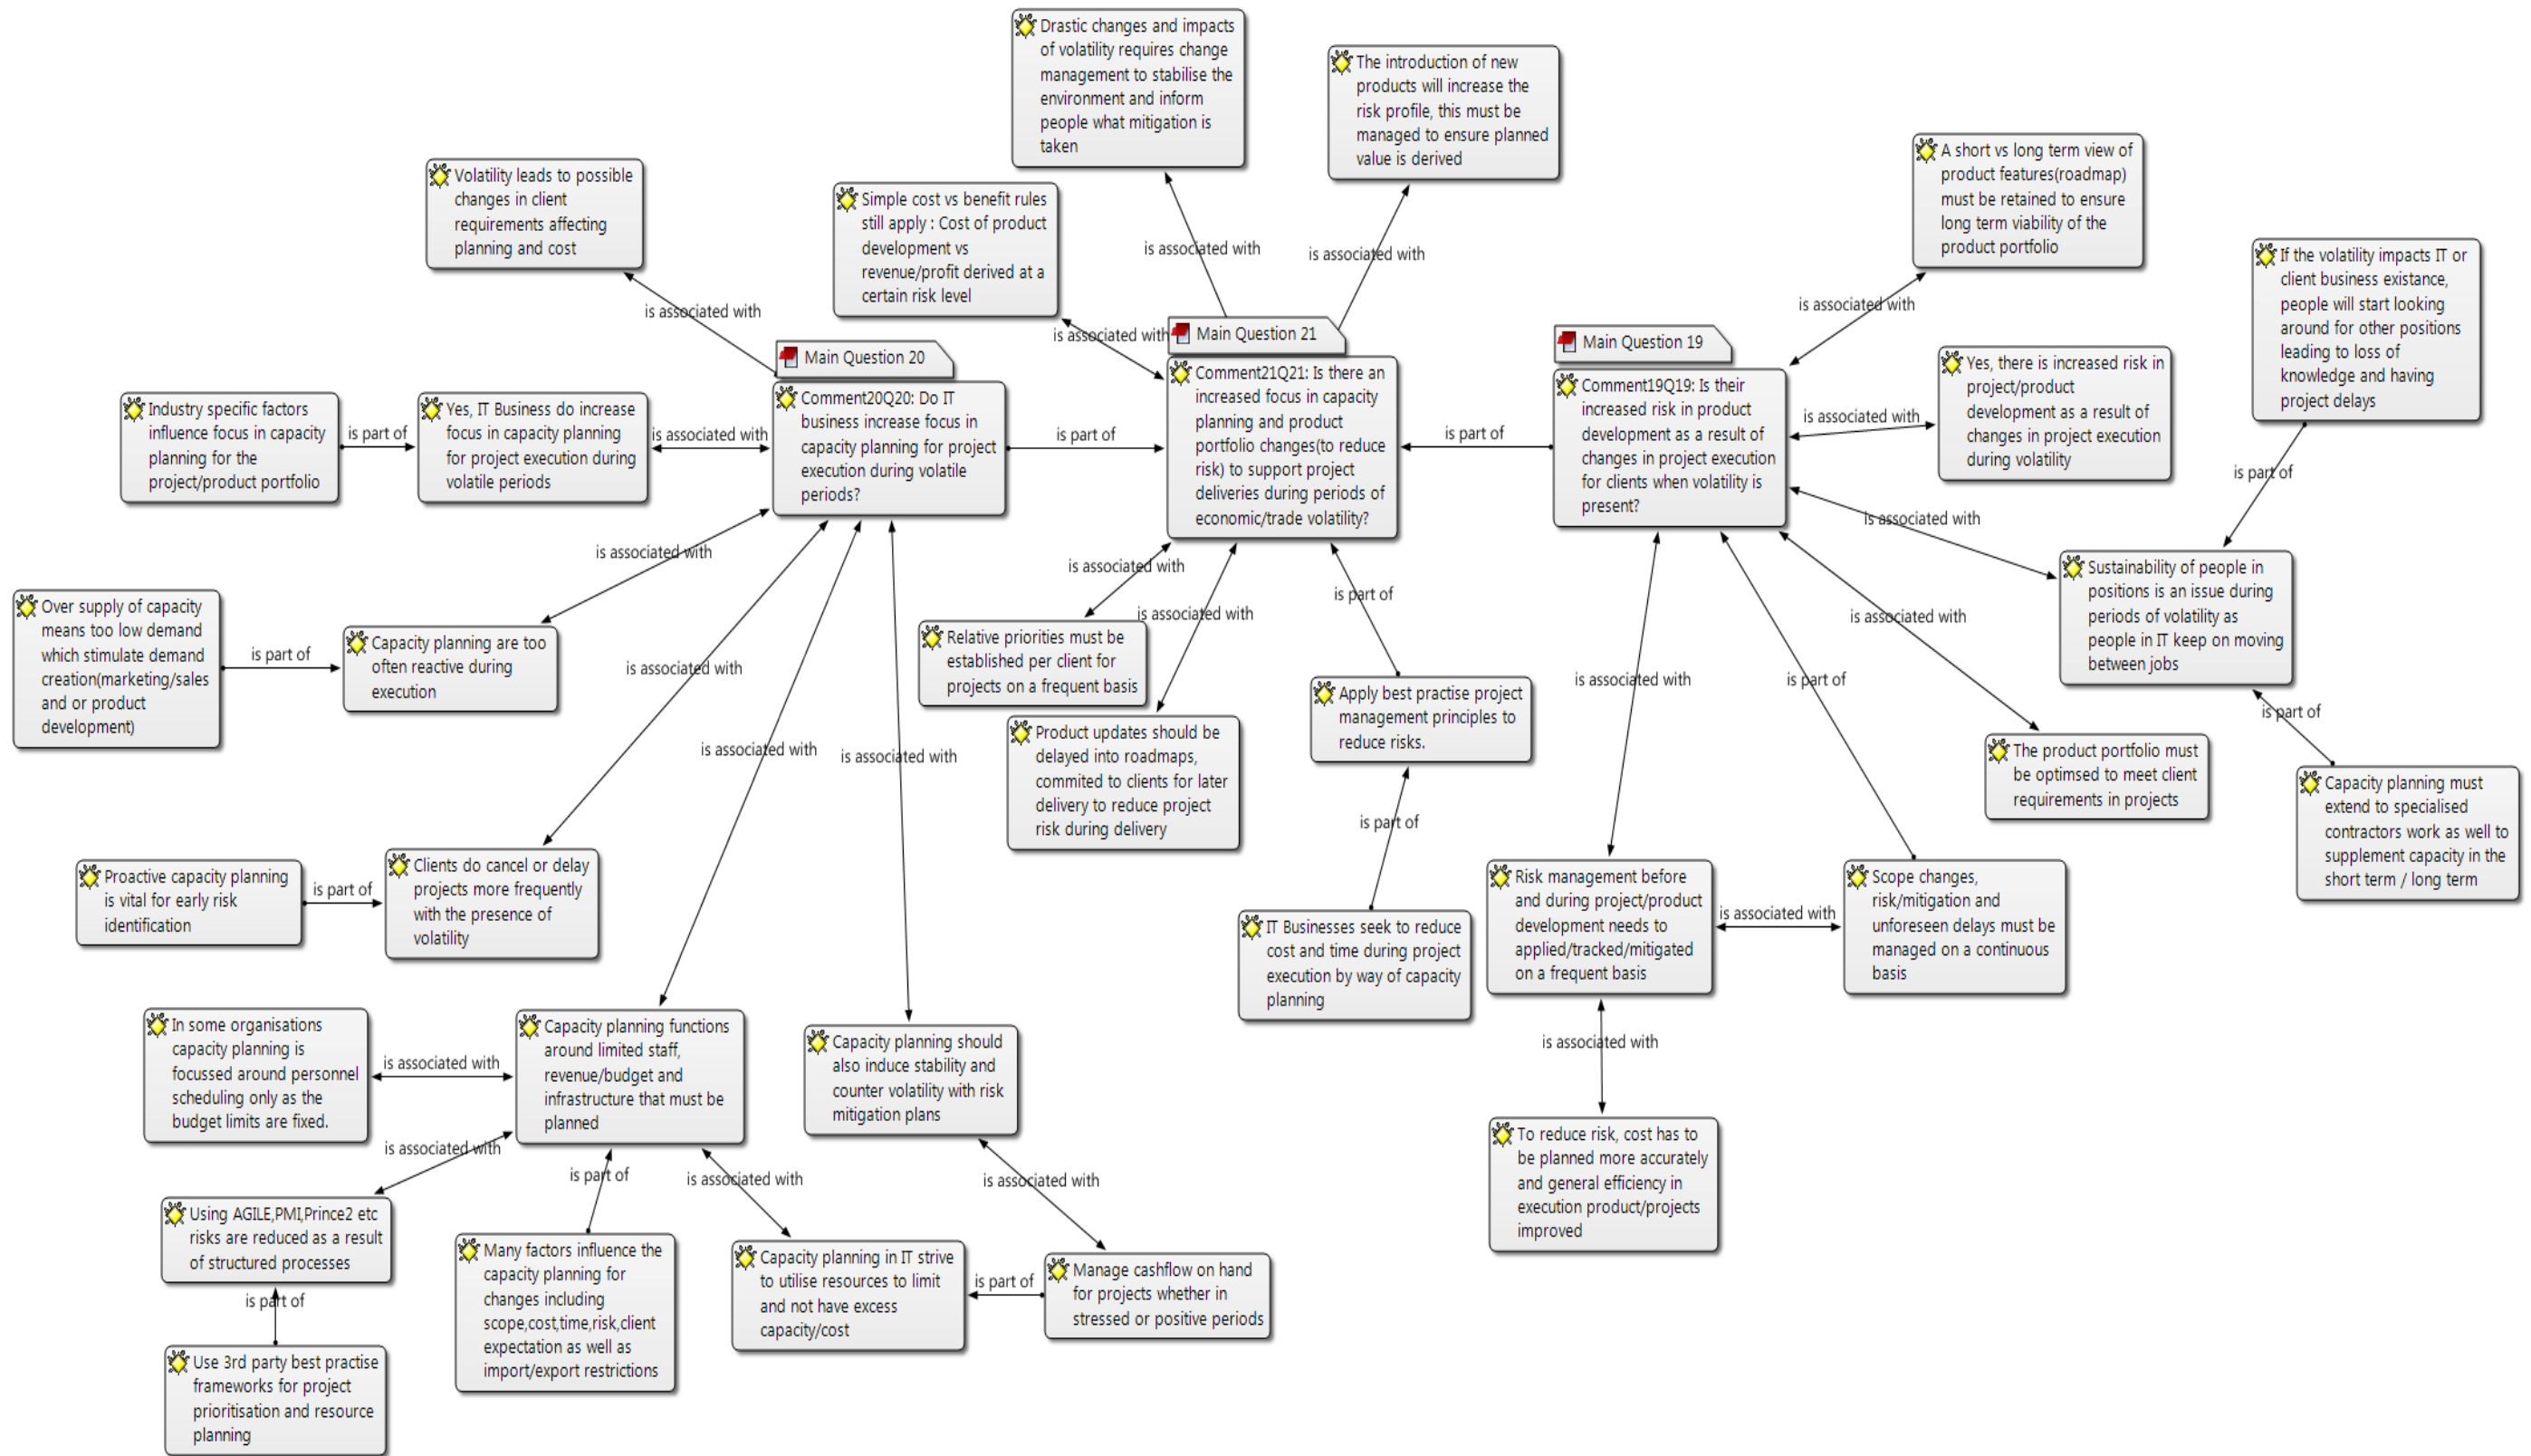 Drastic changes and impacts
of volatility requires change
management to stabilise the
environment and inform
people what mitigation is
taken
The introduction of new
products will increase the
risk profile, this must be
managed to ensure planned
value is derived
A short vs long term view of
product features(roadmap)
must be retained to ensure
long term viability of the
product portfolio
Volatility leads to possible
changes in client
requirements affecting
planning and cost
Simple cost vs benefit rules
still apply : Cost of product
development vs
revenue/profit derived at a
certain risk level
is associated with
is associated with
If the volatility impacts IT or
client business existance,
people will start looking
around for other positions
leading to loss of
knowledge and having
project delays
is associated with
is associated with
is associated with
Main Question 20
Main Question 21
Main Question 19
Industry specific factors
influence focus in capacity
planning for the
project/product portfolio
is part of
Yes, IT Business do increase
focus in capacity planning
for project execution during
volatile periods
is associated with
Comment20Q20: Do IT
business increase focus in
capacity planning for project
execution during volatile
periods?
is part of
Comment21Q21: Is there an
increased focus in capacity
planning and product
portfolio changes(to reduce
risk) to support project
deliveries during periods of
economic/trade volatility?
is part of
Comment19Q19: Is their
increased risk in product
development as a result of
changes in project execution
for clients when volatility is
present?
is associated with
Yes, there is increased risk in
project/product
development as a result of
changes in project execution
during volatility
is part of
is associated with
is associated with
is associated with
is associated with
is part of
Sustainability of people in
positions is an issue during
periods of volatility as
people in IT keep on moving
between jobs
Over supply of capacity
means too low demand
which stimulate demand
creation(marketing/sales
and or product
development)
is part of
Capacity planning are too
often reactive during
execution
is associated with
Relative priorities must be
established per client for
projects on a frequent basis
Apply best practise project
management principles to
reduce risks.
is associated with
is part of
is associated with
is part of
is associated with
is associated with
Product updates should be
delayed into roadmaps,
commited to clients for later
delivery to reduce project
risk during delivery
The product portfolio must
be optimsed to meet client
requirements in projects
Capacity planning must
extend to specialised
contractors work as well to
supplement capacity in the
short term / long term
is part of
Proactive capacity planning
is vital for early risk
identification
is part of
Clients do cancel or delay
projects more frequently
with the presence of
volatility
IT Businesses seek to reduce
cost and time during project
execution by way of capacity
planning
Risk management before
and during project/product
development needs to
applied/tracked/mitigated
on a frequent basis
is associated with
Scope changes,
risk/mitigation and
unforeseen delays must be
managed on a continuous
basis
In some organisations
capacity planning is
focussed around personnel
scheduling only as the
budget limits are fixed.
is associated with
Capacity planning functions
around limited staff,
revenue/budget and
infrastructure that must be
planned
Capacity planning should
also induce stability and
counter volatility with risk
mitigation plans
is associated with
is associated with
is part of
is associated with
is associated with
To reduce risk, cost has to
be planned more accurately
and general efficiency in
execution product/projects
improved
Using AGILE,PMI,Prince2 etc
risks are reduced as a result
of structured processes
is part of
Many factors influence the
capacity planning for
changes including
scope,cost,time,risk,client
expectation as well as
import/export restrictions
Capacity planning in IT strive
to utilise resources to limit
and not have excess
capacity/cost
is part of
Manage cashflow on hand
for projects whether in
stressed or positive periods
Use 3rd party best practise
frameworks for project
prioritisation and resource
planning